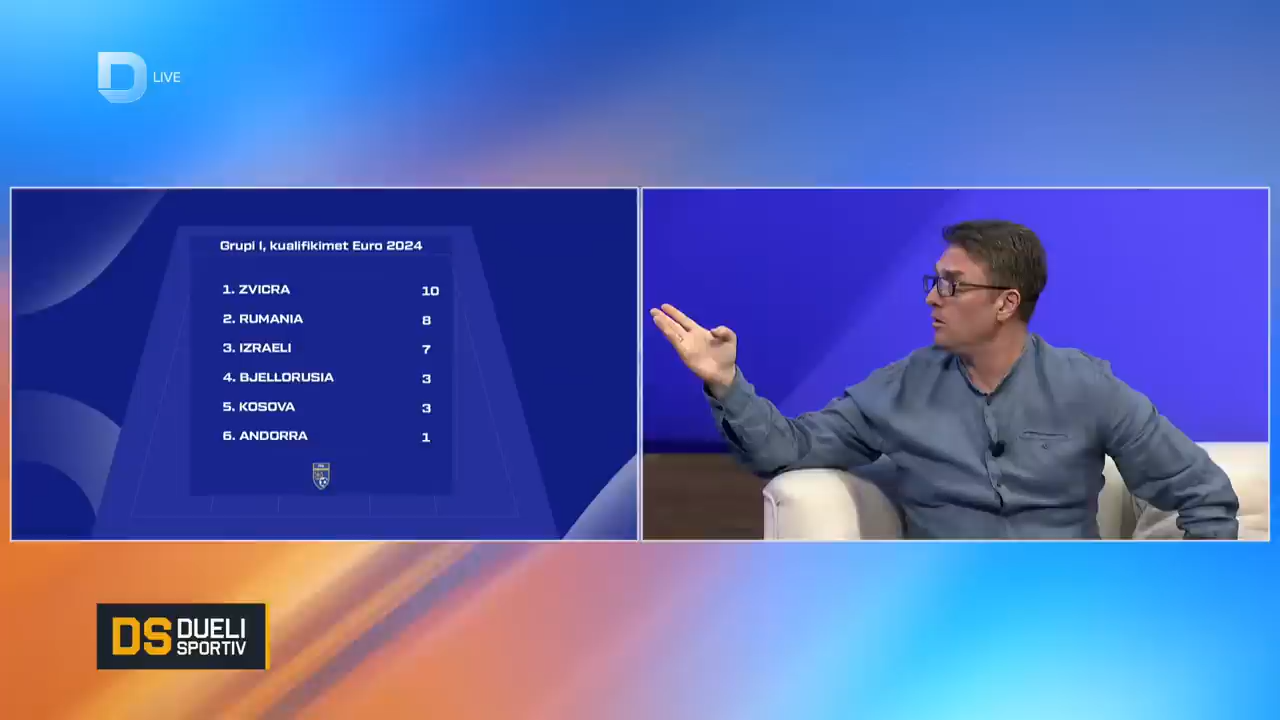 D LIVE
Grupi I, kualifikimet Euro 2024
1. ZVICRA 10
2. RUMANIA 8
3. IZRAELI 7
4. BJELLORUSIA 3
5. KOSOVA 3
6. ANDORRA 1
DS DUELI
SPORTIV